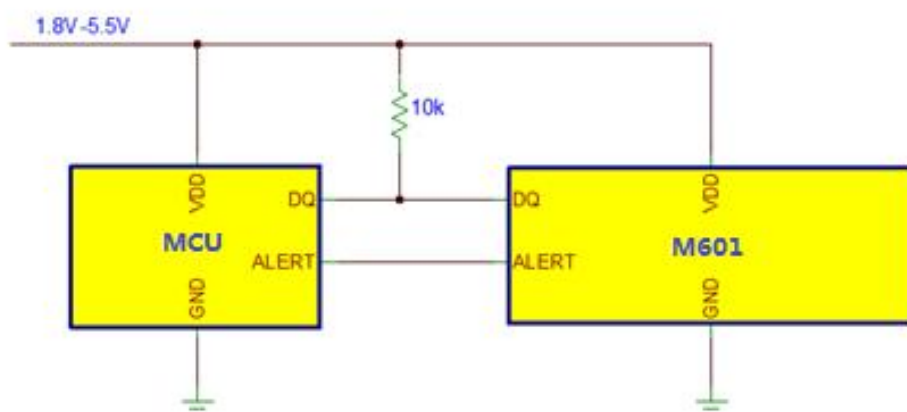 1.8V-5.5V
10k
VDD
DQ
MCU
ALERT
GND
VDD
DQ
M601
ALERT
GND